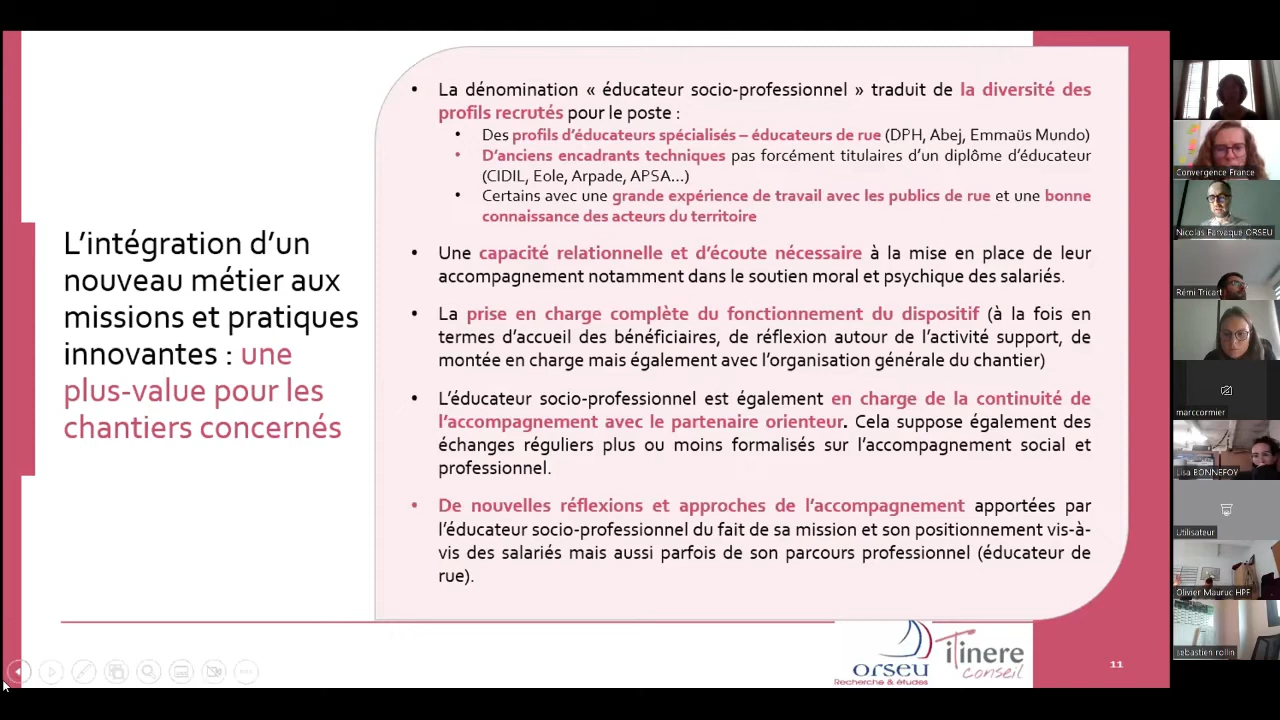 L'intégration d'un
nouveau métier aux
missions et pratiques
innovantes : une
plus-value pour les
chantiers concernés
• La dénomination « éducateur socio-professionnel » traduit de la diversité des
profils recrutés pour le poste :
• Des profils d'éducateurs spécialisés – éducateurs de rue (DPH, Abej, Emmaüs Mundo)
• D'anciens encadrants techniques pas forcément titulaires d'un diplôme d'éducateur
(CIDIL, Eole, Arpade, APSA…)
• Certains avec une grande expérience de travail avec les publics de rue et une bonne
connaissance des acteurs du territoire
• Une capacité relationnelle et d'écoute nécessaire à la mise en place de leur
accompagnement notamment dans le soutien moral et psychique des salariés.
• La prise en charge complète du fonctionnement du dispositif (à la fois en
termes d'accueil des bénéficiaires, de réflexion autour de l'activité support, de
montée en charge mais également avec l'organisation générale du chantier)
• L'éducateur socio-professionnel est également en charge de la continuité de
l'accompagnement avec le partenaire orienteur. Cela suppose également des
échanges réguliers plus ou moins formalisés sur l'accompagnement social et
professionnel.
• De nouvelles réflexions et approches de l'accompagnement apportées par
l'éducateur socio-professionnel du fait de sa mission et son positionnement vis-à-
vis des salariés mais aussi parfois de son parcours professionnel (éducateur de
rue).
orseu
Recherche & études
itinere
conseil
11
Convergence France
Nicolas Farvaque ORSEU
Rémi Tricart
marccormier
Lisa BONNEFOY
Utilisateur
Olivier Mauruc HPF
sebastien rollin